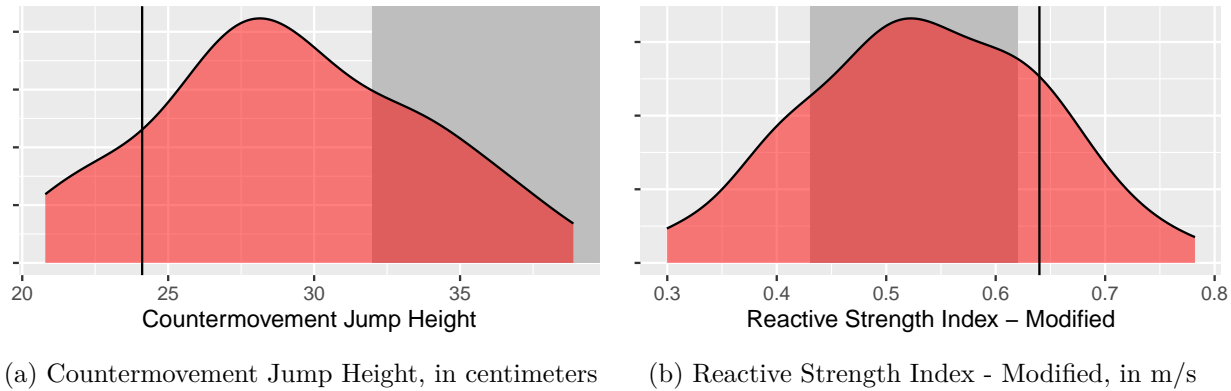 20 25 30 35
Countermovement Jump Height
(a) Countermovement Jump Height, in centimeters
0.3 0.4 0.5 0.6 0.7 0.8
Reactive Strength Index − Modified
(b) Reactive Strength Index - Modified, in m/s